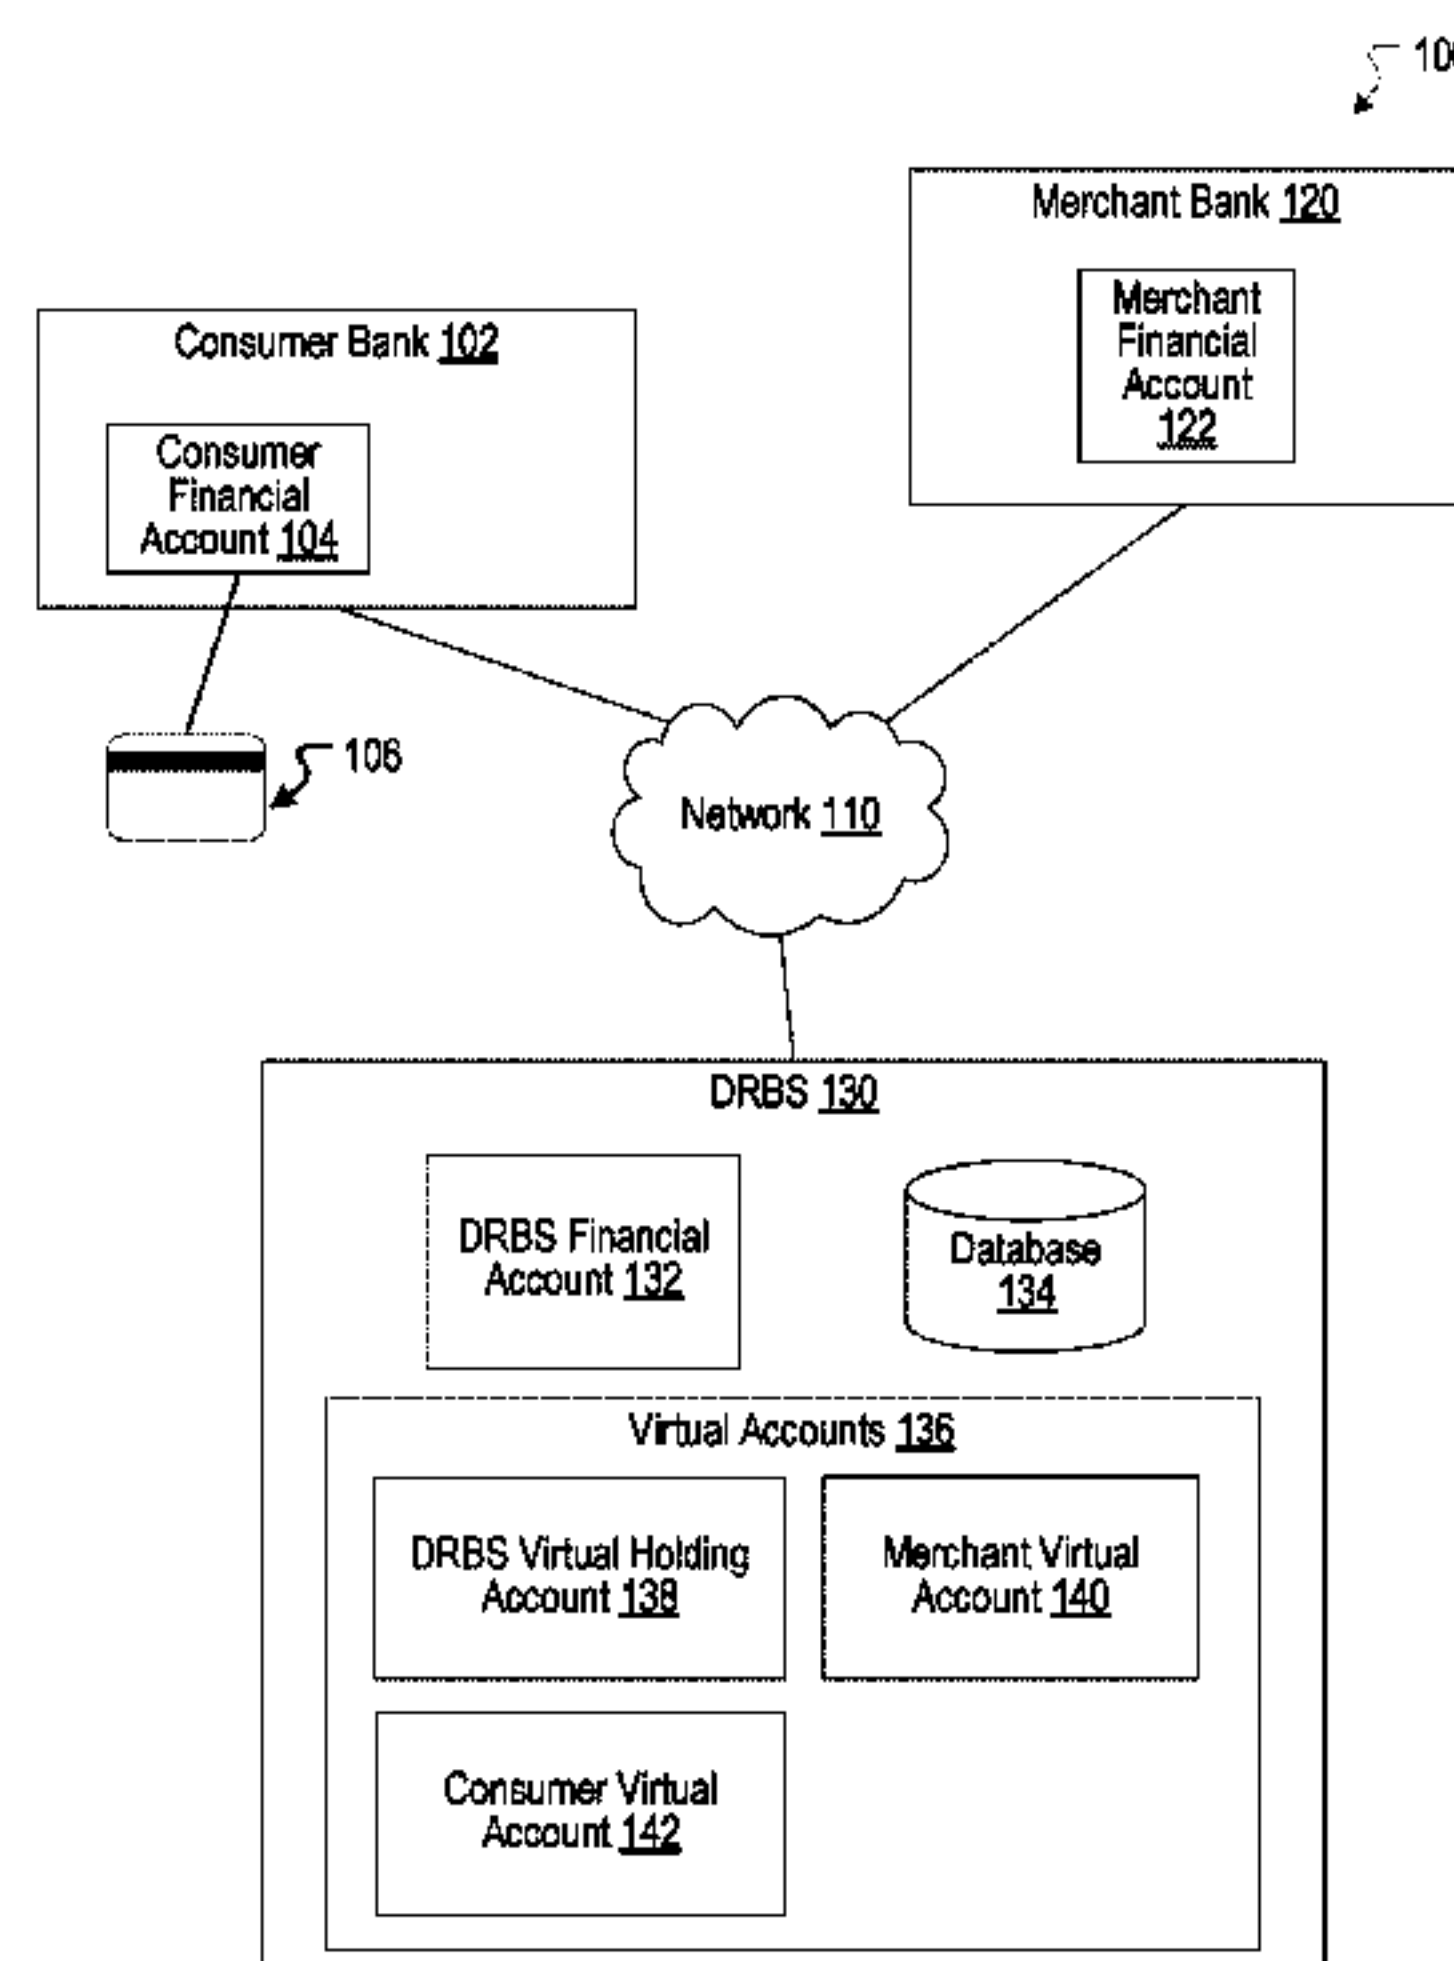 Merchant Bank 120
Merchant
Financial
Account
122
Consumer Bank 102
Consumer
Financial
Account 104
106
Network 110
DRBS 130
DRBS Financial
Account 132
Database
134
Virtual Accounts 136
DRBS Virtual Holding
Account 138
Merchant Virtual
Account 140
Consumer Virtual
Account 142